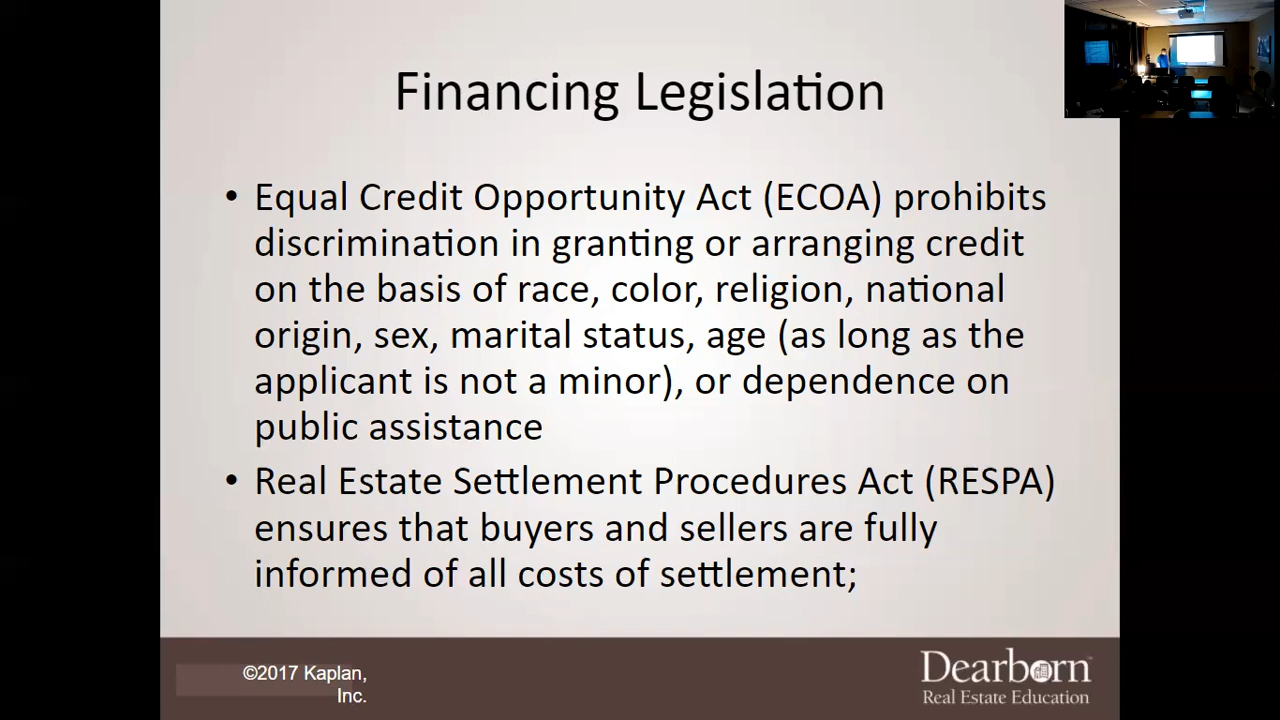 Financing Legislation
• Equal Credit Opportunity Act (ECOA) prohibits
discrimination in granting or arranging credit
on the basis of race, color, religion, national
origin, sex, marital status, age (as long as the
applicant is not a minor), or dependence on
public assistance
• Real Estate Settlement Procedures Act (RESPA)
ensures that buyers and sellers are fully
informed of all costs of settlement;
©2017 Kaplan,
Inc.
Dearborn™
Real Estate Education